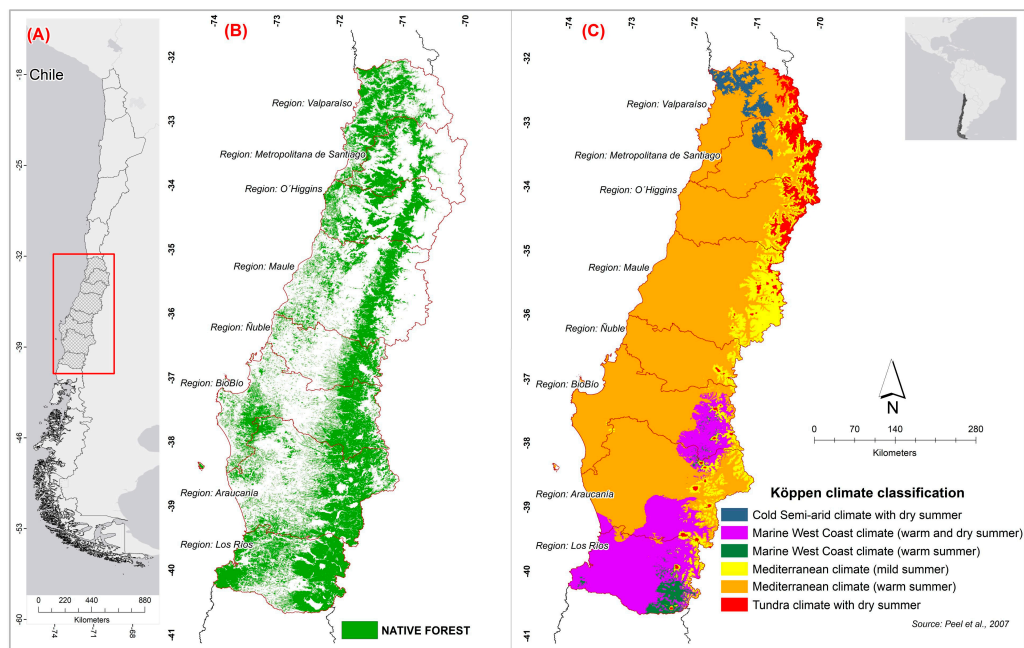 (A)
Chile
-18
-25
-32
-39
-46
-53
-60
-74
-71
-68
0 220 440 880
Kilometers
(B)
-74
-73
-72
-71
-70
-32
-33
-34
-35
-36
-37
-38
-39
-40
-41
Region: Valparaíso
Region: Metropolitana de Santiago
Region: O´Higgins
Region: Maule
Region: Ñuble
Region: BioBío
Region: Araucanía
Region: Los Ríos
NATIVE FOREST
(C)
-74
-73
-72
-71
-70
-32
-33
-34
-35
-36
-37
-38
-39
-40
-41
Region: Valparaíso
Region: Metropolitana de Santiago
Region: O´Higgins
Region: Maule
Region: Ñuble
Region: BioBío
Region: Araucanía
Region: Los Ríos
N
0 70 140 280
Kilometers
Köppen climate classification
Cold Semi-arid climate with dry summer
Marine West Coast climate (warm and dry summer)
Marine West Coast climate (warm summer)
Mediterranean climate (mild summer)
Mediterranean climate (warm summer)
Tundra climate with dry summer
Source: Peel et al., 2007